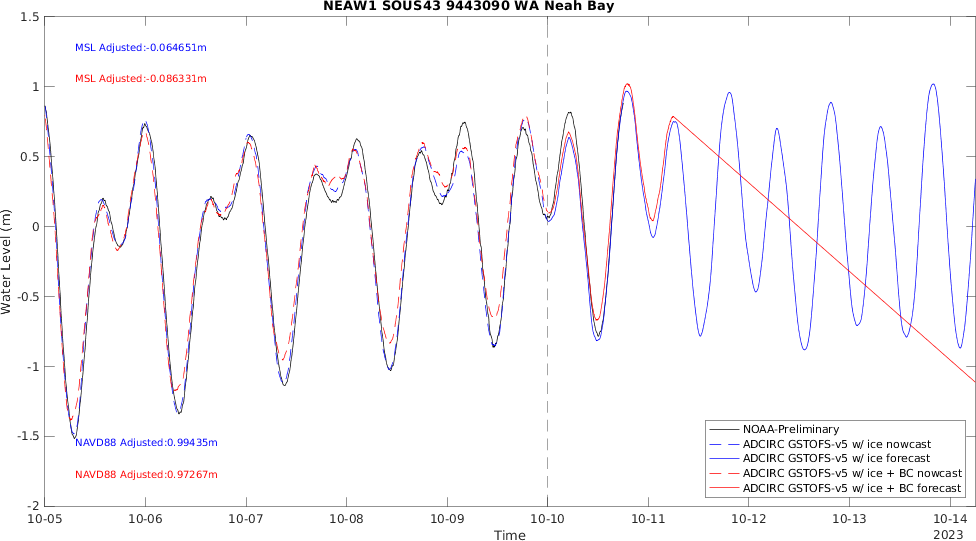 NEAW1 SOUS43 9443090 WA Neah Bay
1.5
1
0.5
0
-0.5
-1
-1.5
-2
Water Level (m)
MSL Adjusted:-0.064651m
MSL Adjusted:-0.086331m
NAVD88 Adjusted:0.99435m
NAVD88 Adjusted:0.97267m
NOAA-Preliminary
ADCIRC GSTOFS-v5 w/ ice nowcast
ADCIRC GSTOFS-v5 w/ ice forecast
ADCIRC GSTOFS-v5 w/ ice + BC nowcast
ADCIRC GSTOFS-v5 w/ ice + BC forecast
10-05 10-06 10-07 10-08 10-09 10-10 10-11 10-12 10-13 10-14
Time
2023